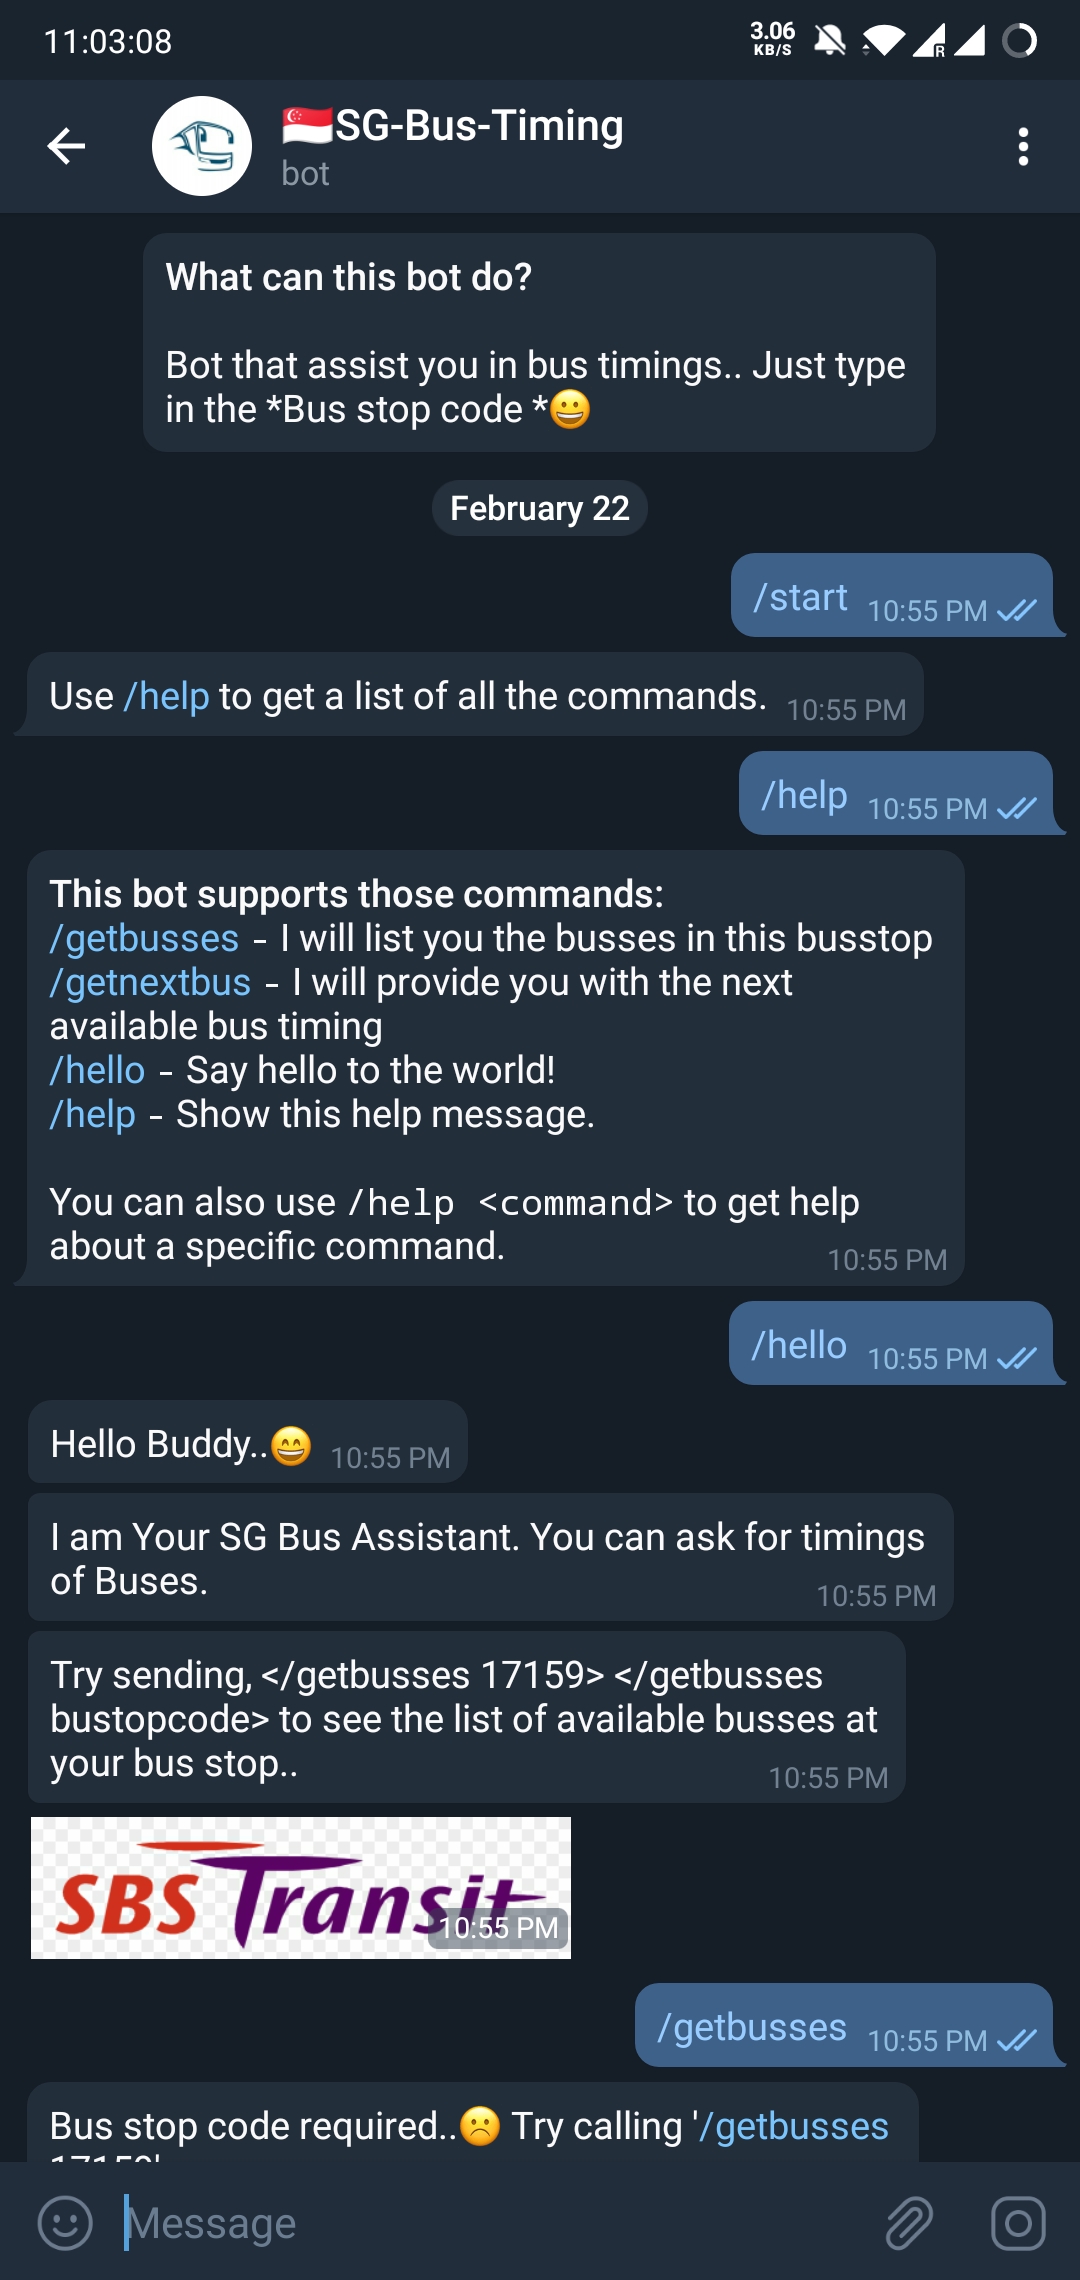 11:03:08
3.06
KB/S
R
🇸🇬SG-Bus-Timing
bot
What can this bot do?
Bot that assist you in bus timings.. Just type
in the *Bus stop code *😀
February 22
/start 10:55 PM
Use /help to get a list of all the commands. 10:55 PM
/help 10:55 PM
This bot supports those commands:
/getbusses - I will list you the busses in this busstop
/getnextbus - I will provide you with the next
available bus timing
/hello - Say hello to the world!
/help - Show this help message.
You can also use /help <command> to get help
about a specific command. 10:55 PM
/hello 10:55 PM
Hello Buddy..😄 10:55 PM
I am Your SG Bus Assistant. You can ask for timings
of Buses. 10:55 PM
Try sending, </getbusses 17159> </getbusses
bustopcode> to see the list of available busses at
your bus stop.. 10:55 PM
SBS Transit
10:55 PM
/getbusses 10:55 PM
Bus stop code required..☹️ Try calling '/getbusses
17159'
Message